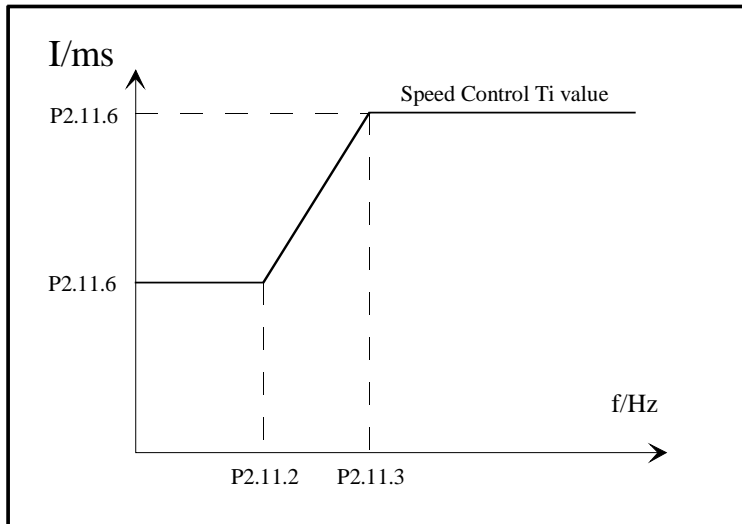 I/ms
Speed Control Ti value
P2.11.6
P2.11.6
f/Hz
P2.11.2
P2.11.3